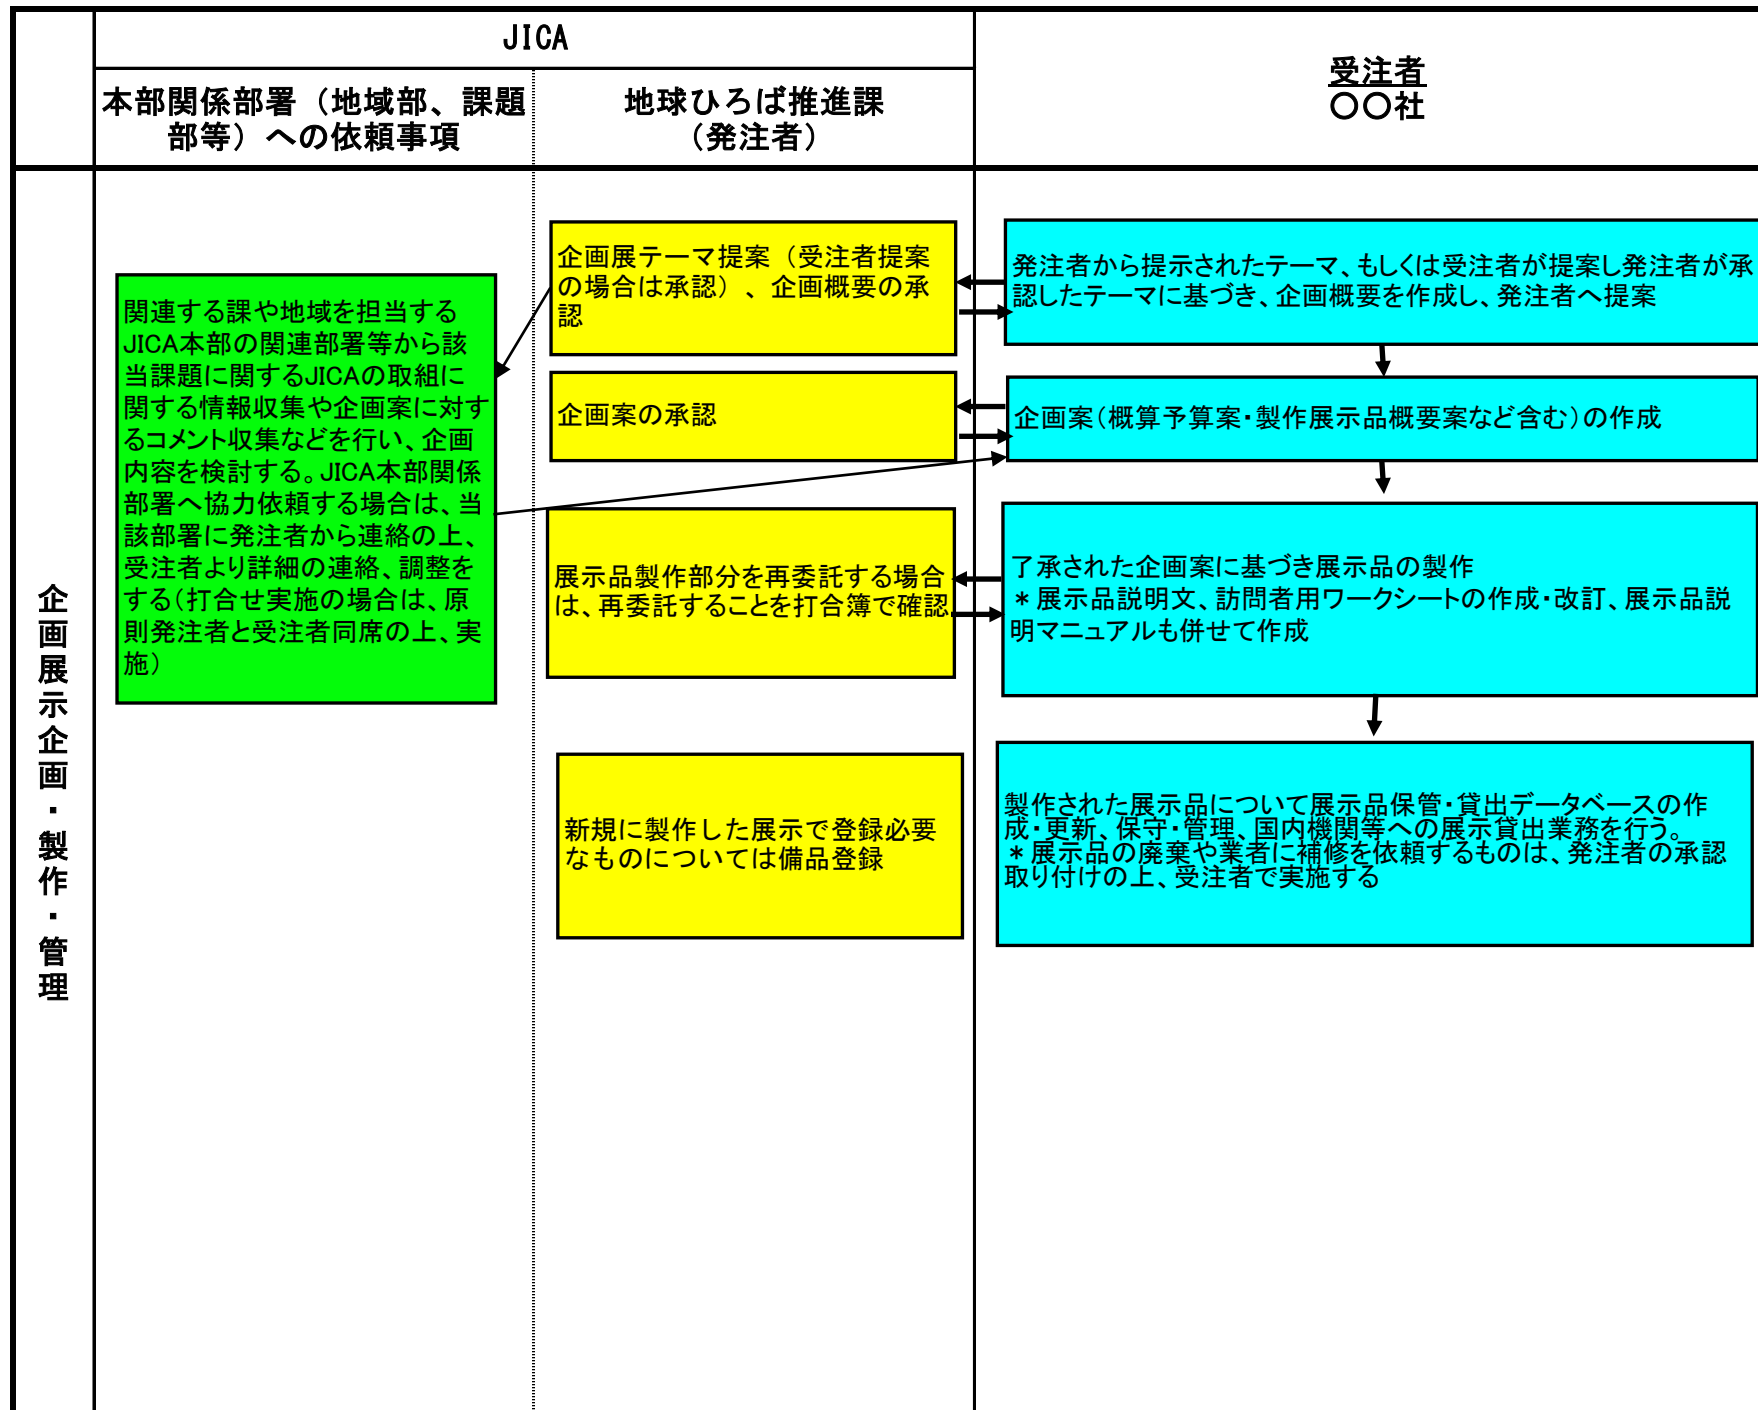 JICA
本部関係部署（地域部、課題
部等）への依頼事項
地球ひろば推進課
（発注者）
受注者
〇〇社
企画展示企画・製作・管理
関連する課や地域を担当する
JICA本部の関連部署等から該
当課題に関するJICAの取組に
関する情報収集や企画案に対す
るコメント収集などを行い、企画
内容を検討する。JICA本部関係
部署へ協力依頼する場合は、当
該部署に発注者から連絡の上、
受注者より詳細の連絡、調整を
する（打合せ実施の場合は、原
則発注者と受注者同席の上、実
施）
企画展テーマ提案（受注者提案
の場合は承認）、企画概要の承
認
企画案の承認
展示品製作部分を再委託する場合
は、再委託することを打合簿で確認
新規に製作した展示で登録必要
なものについては備品登録
発注者から提示されたテーマ、もしくは受注者が提案し発注者が承
認したテーマに基づき、企画概要を作成し、発注者へ提案
企画案（概算予算案・製作展示品概要案など含む）の作成
了承された企画案に基づき展示品の製作
＊展示品説明文、訪問者用ワークシートの作成・改訂、展示品説
明マニュアルも併せて作成
製作された展示品について展示品保管・貸出データベースの作
成・更新、保守・管理、国内機関等への展示貸出業務を行う。
＊展示品の廃棄や業者に補修を依頼するものは、発注者の承認
取り付けの上、受注者で実施する